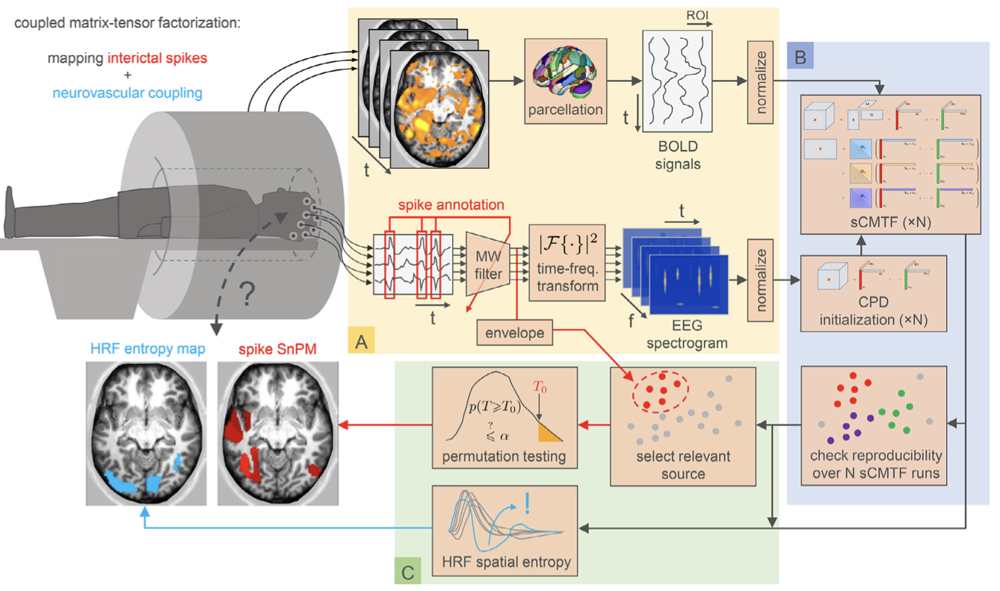 coupled matrix-tensor factorization:
mapping interictal spikes
+
neurovascular coupling
?
HRF entropy map
spike SnPM
A
t
parcellation
ROI
t
BOLD
signals
normalize
spike annotation
t
MW
filter
|F{·}|²
time-freq.
transform
envelope
t
f
EEG
spectrogram
normalize
B
sCMTF (×N)
CPD
initialization (×N)
check reproducibility
over N sCMTF runs
C
select relevant
source
T₀
p(T⩾T₀)
?
⩽ α
permutation testing
!
HRF spatial entropy